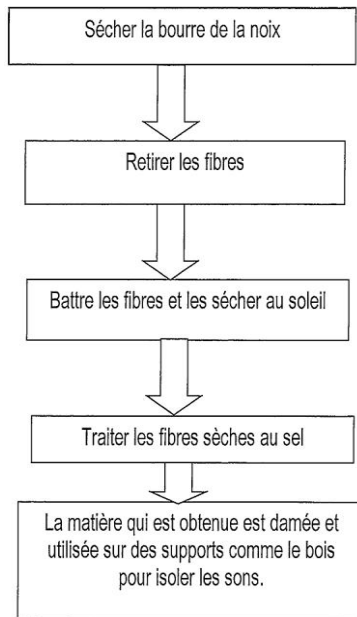 Sécher la bourre de la noix
Retirer les fibres
Battre les fibres et les sécher au soleil
Traiter les fibres sèches au sel
La matière qui est obtenue est damée et
utilisée sur des supports comme le bois
pour isoler les sons.